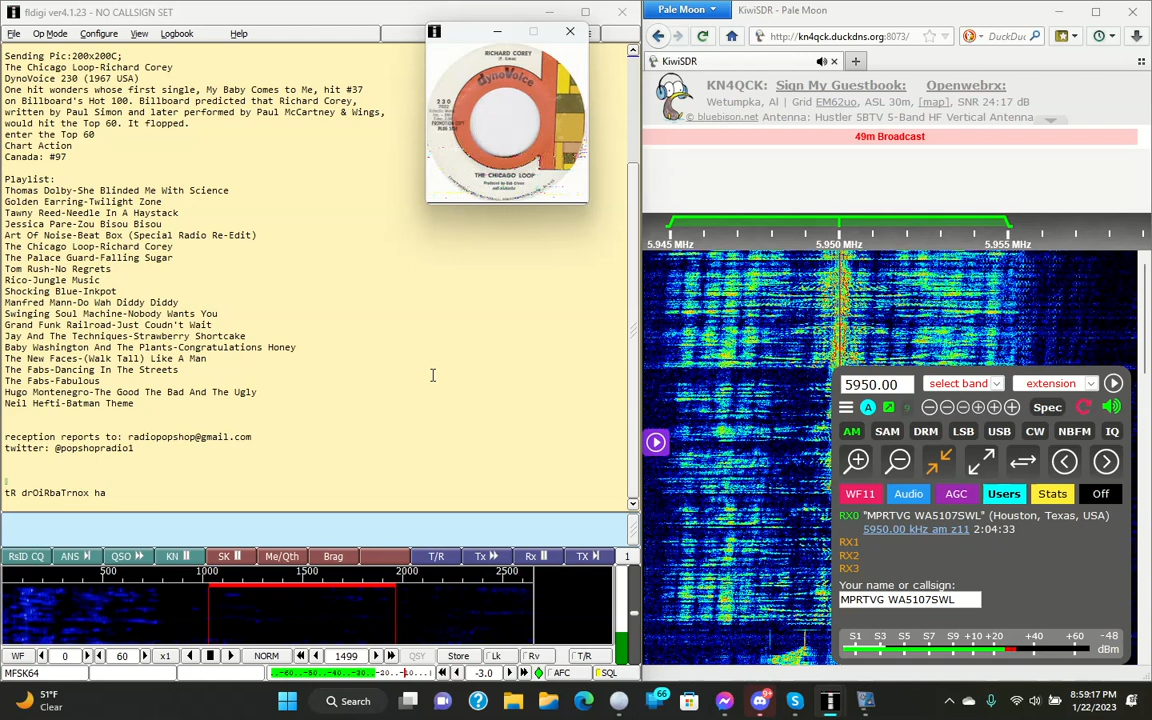 fldigi ver4.1.23 - NO CALLSIGN SET
File Op Mode Configure View Logbook Help
Sending Pic:200x200C;
The Chicago Loop-Richard Corey
DynoVoice 230 (1967 USA)
One hit wonders whose first single, My Baby Comes to Me, hit #37
on Billboard's Hot 100. Billboard predicted that Richard Corey,
written by Paul Simon and later performed by Paul McCartney & Wings,
would hit the Top 60. It flopped.
enter the Top 60
Chart Action
Canada: #97
Playlist:
Thomas Dolby-She Blinded Me With Science
Golden Earring-Twilight Zone
Tawny Reed-Needle In A Haystack
Jessica Pare-Zou Bisou Bisou
Art Of Noise-Beat Box (Special Radio Re-Edit)
The Chicago Loop-Richard Corey
The Palace Guard-Falling Sugar
Tom Rush-No Regrets
Rico-Jungle Music
Shocking Blue-Inkpot
Manfred Mann-Do Wah Diddy Diddy
Swinging Soul Machine-Nobody Wants You
Grand Funk Railroad-Just Coudn't Wait
Jay And The Techniques-Strawberry Shortcake
Baby Washington And The Plants-Congratulations Honey
The New Faces-(Walk Tall) Like A Man
The Fabs-Dancing In The Streets
The Fabs-Fabulous
Hugo Montenegro-The Good The Bad And The Ugly
Neil Hefti-Batman Theme
reception reports to: radiopopshop@gmail.com
twitter: @popshopradio1
tR drOiRbaTrnox ha
RsID CQ ANS QSO KN SK Me/Qth Brag T/R Tx Rx TX 1
500 1000 1500 2000 2500
WF 0 60 x1 NORM 1499 QSY Store Lk Rv T/R
MFSK64 -3.0 AFC SQL
RICHARD COREY
dynoVoice
230
THE CHICAGO LOOP
Pale Moon KiwiSDR - Pale Moon
http://kn4qck.duckdns.org:8073/ DuckDuc
KiwiSDR
KN4QCK: Sign My Guestbook: Openwebrx:
Wetumpka, Al | Grid EM62uo, ASL 30m, [map], SNR 24:17 dB
© bluebison.net Antenna: Hustler 5BTV 5-Band HF Vertical Antenna
49m Broadcast
5.945 MHz 5.950 MHz 5.955 MHz
5950.00 select band extension
A 9 Spec
AM SAM DRM LSB USB CW NBFM IQ
WF11 Audio AGC Users Stats Off
RX0 "MPRTVG WA5107SWL" (Houston, Texas, USA)
5950.00 kHz am z11 2:04:33
RX1
RX2
RX3
Your name or callsign:
MPRTVG WA5107SWL
S1 S3 S5 S7 S9 +10 +20 +40 +60 -48
dBm
51°F
Clear
Search
66
9+
8:59:17 PM
1/22/2023